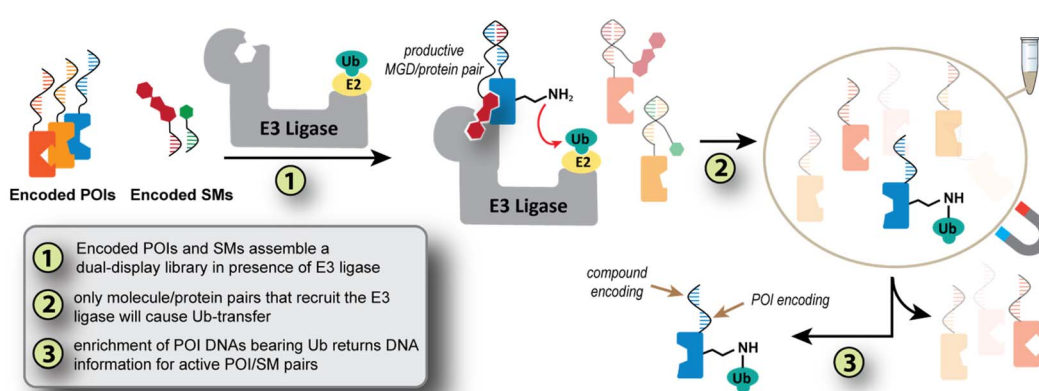 Ub
E2
E3 Ligase
Encoded POIs
Encoded SMs
1
productive
MGD/protein
pair
NH₂
Ub
E2
E3 Ligase
2
NH
Ub
1 Encoded POIs and SMs assemble a
dual-display library in presence of E3 ligase
2 only molecule/protein pairs that recruit the E3
ligase will cause Ub-transfer
3 enrichment of POI DNAs bearing Ub returns DNA
information for active POI/SM pairs
compound
encoding
POI encoding
NH
Ub
3